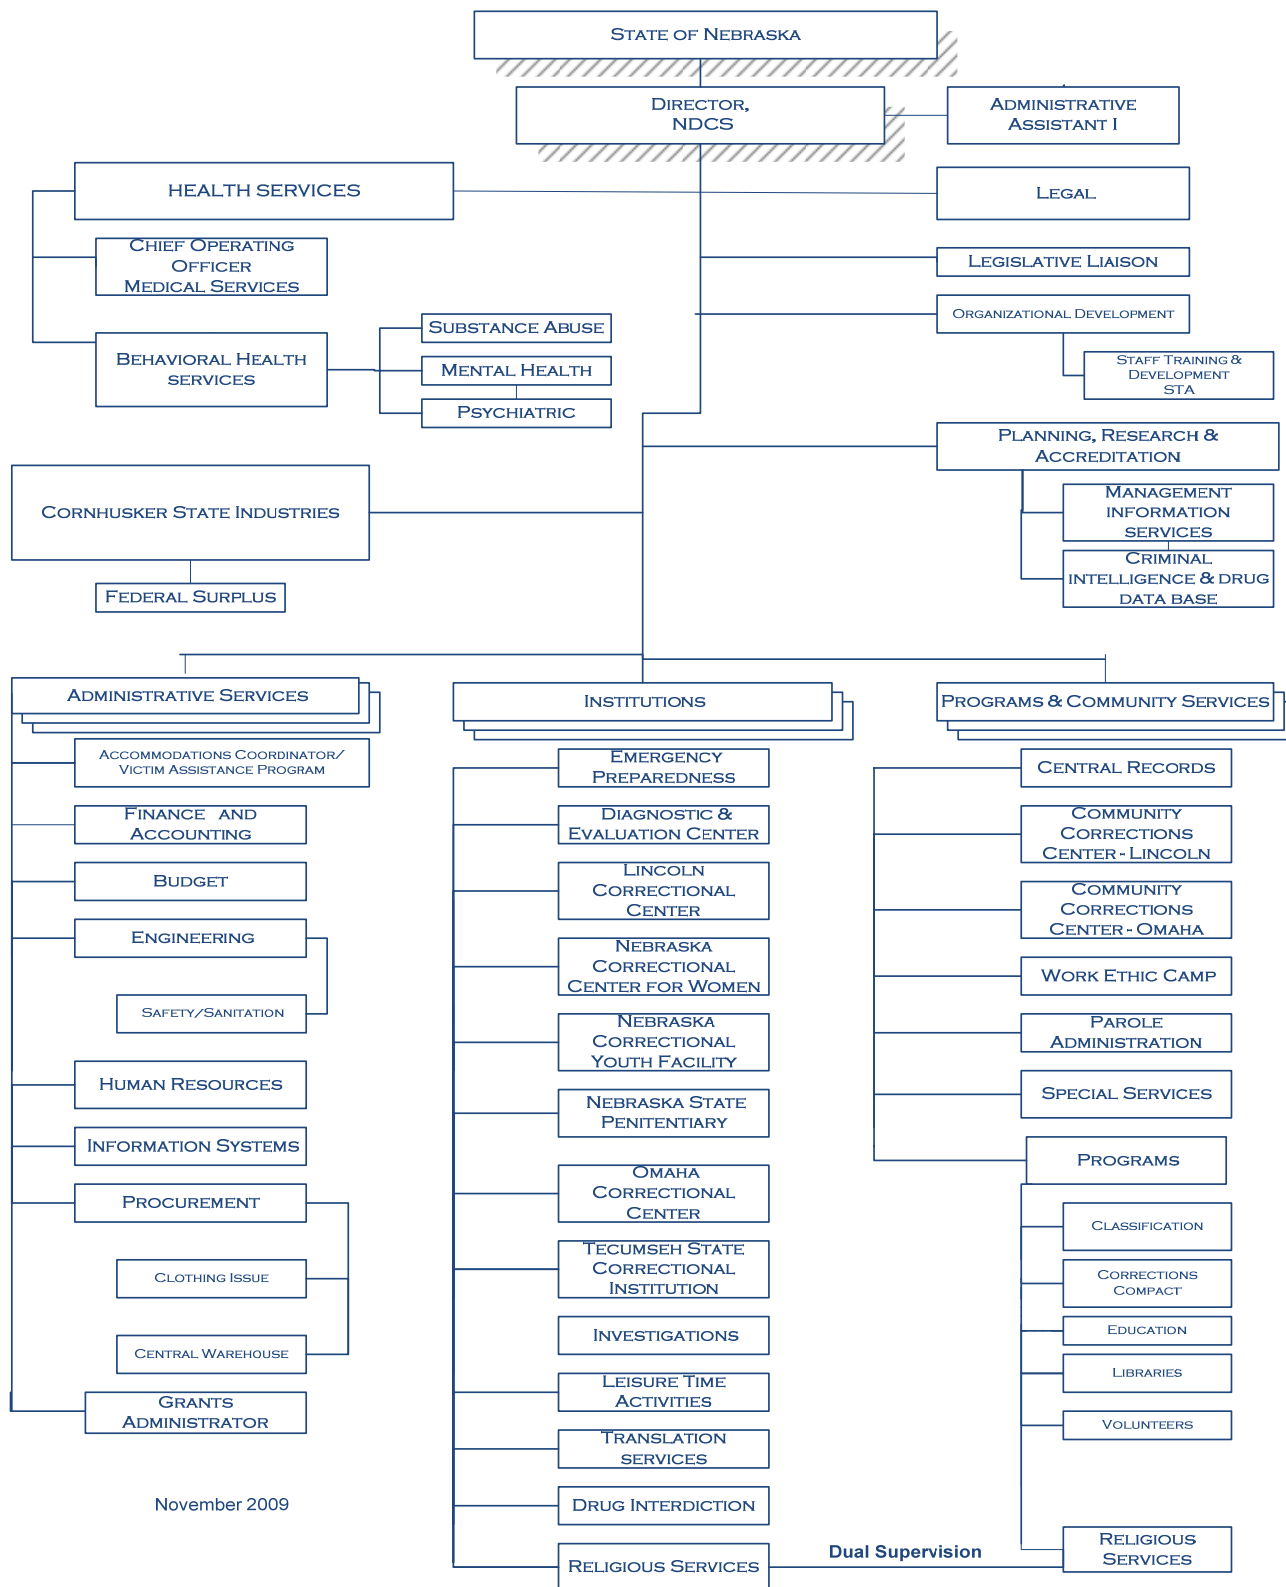 State of Nebraska
Director,
NDCS
Administrative
Assistant I
HEALTH SERVICES
Legal
Chief Operating
Officer
Medical Services
Legislative Liaison
Organizational Development
Staff Training &
Development
STA
Behavioral Health
services
Substance Abuse
Mental Health
Psychiatric
Planning, Research &
Accreditation
Management
information
services
Criminal
intelligence & drug
data base
Cornhusker State Industries
Federal Surplus
Administrative Services
Accommodations Coordinator/
Victim Assistance Program
Finance and
Accounting
Budget
Engineering
Safety/Sanitation
Human Resources
Information Systems
Procurement
Clothing Issue
Central Warehouse
Grants
Administrator
November 2009
Institutions
Emergency
Preparedness
Diagnostic &
Evaluation Center
Lincoln
Correctional
Center
Nebraska
Correctional
Center for Women
Nebraska
Correctional
Youth Facility
Nebraska State
Penitentiary
Omaha
Correctional
Center
Tecumseh State
Correctional
Institution
Investigations
Leisure Time
Activities
Translation
services
Drug Interdiction
Religious Services
Dual Supervision
Programs & Community Services
Central Records
Community
Corrections
Center - Lincoln
Community
Corrections
Center - Omaha
Work Ethic Camp
Parole
Administration
Special Services
Programs
Classification
Corrections
Compact
Education
Libraries
Volunteers
Religious
Services